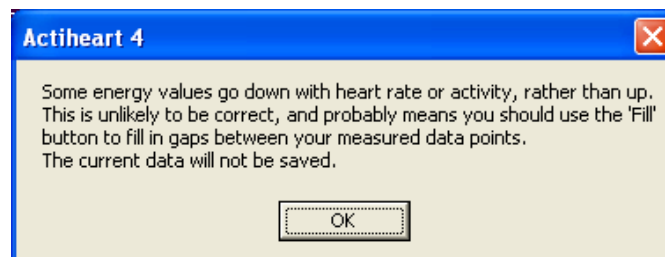 Actiheart 4
Some energy values go down with heart rate or activity, rather than up.
This is unlikely to be correct, and probably means you should use the 'Fill'
button to fill in gaps between your measured data points.
The current data will not be saved.
OK